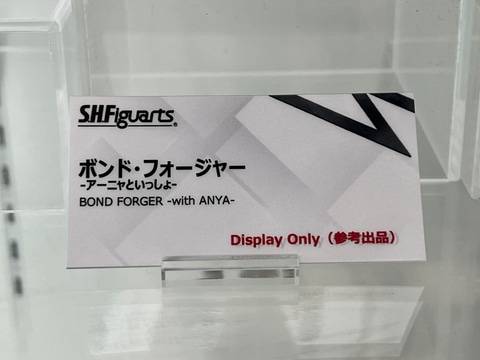 S.H.Figuarts®
ボンド・フォージャー
-アーニャといっしょ-
BOND FORGER -with ANYA-
Display Only（参考出品）